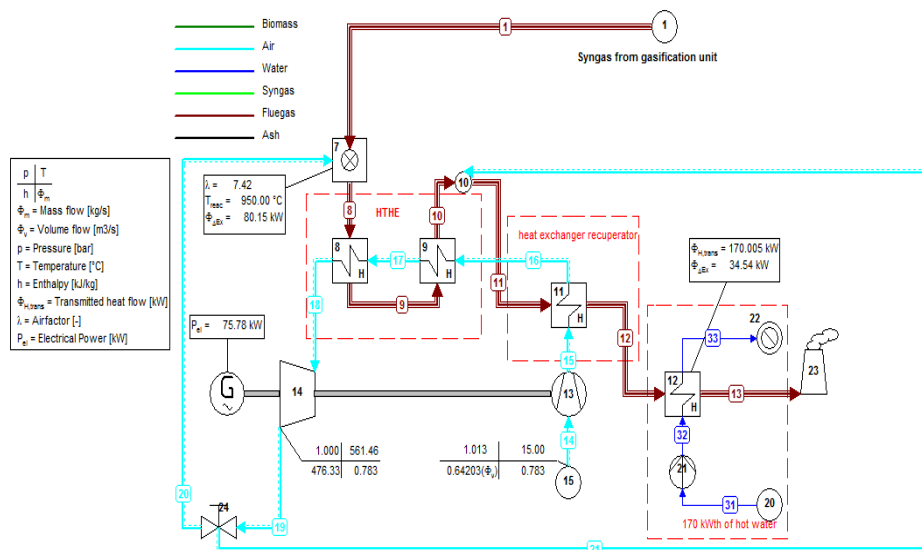 Biomass
Air
Water
Syngas
Fluegas
Ash
1
1
Syngas from gasification unit
p T
h Φm
Φm = Mass flow [kg/s]
Φv = Volume flow [m3/s]
p = Pressure [bar]
T = Temperature [°C]
h = Enthalpy [kJ/kg]
ΦH,trans = Transmitted heat flow [kW]
λ = Airfactor [-]
Pel = Electrical Power [kW]
7
λ = 7.42
Treac = 950.00 °C
ΦΔEx = 80.15 kW
8
HTHE
10
10
8
H
17
9
H
16
9
18
heat exchanger recuperator
11
11
H
12
15
ΦH,trans = 170.005 kW
ΦΔEx = 34.54 kW
22
33
12
H
13
23
32
21
31
20
170 kWth of hot water
Pel = 75.78 kW
G
~
14
13
14
15
1.000 561.46
476.33 0.783
1.013 15.00
0.64203(Φv) 0.783
20
24
19
21